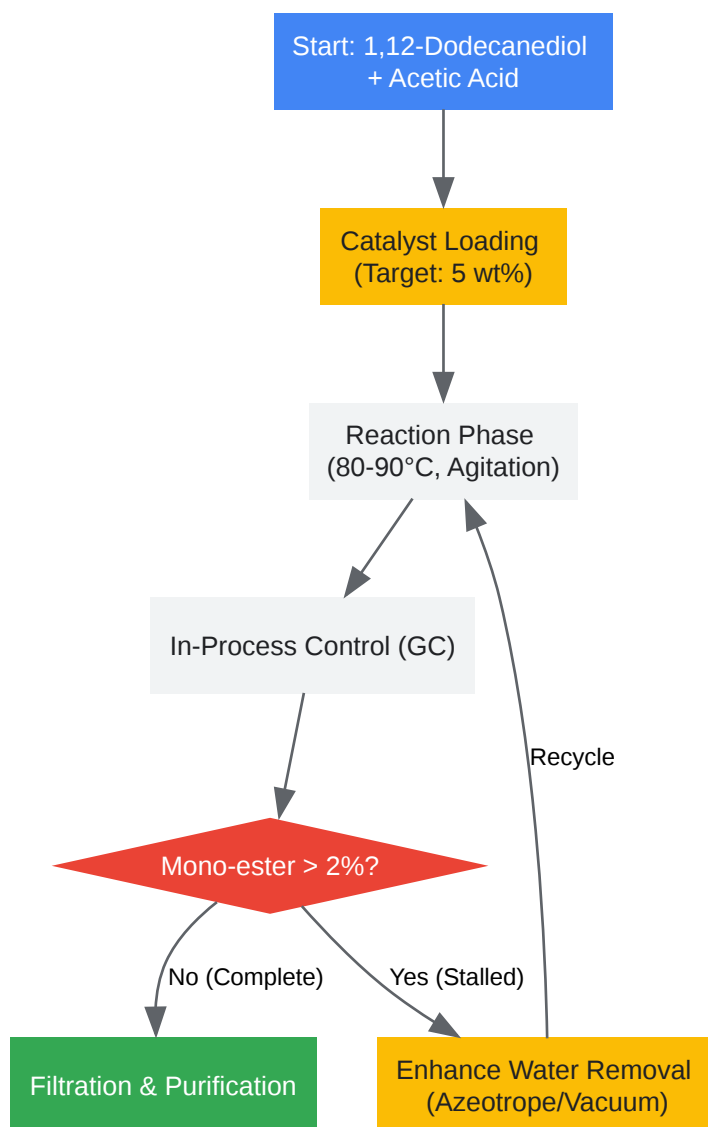 Start: 1,12-Dodecanediol
+ Acetic Acid
Catalyst Loading
(Target: 5 wt%)
Reaction Phase
(80-90°C, Agitation)
In-Process Control (GC)
Recycle
Mono-ester > 2%?
No (Complete)
Yes (Stalled)
Filtration & Purification
Enhance Water Removal
(Azeotrope/Vacuum)